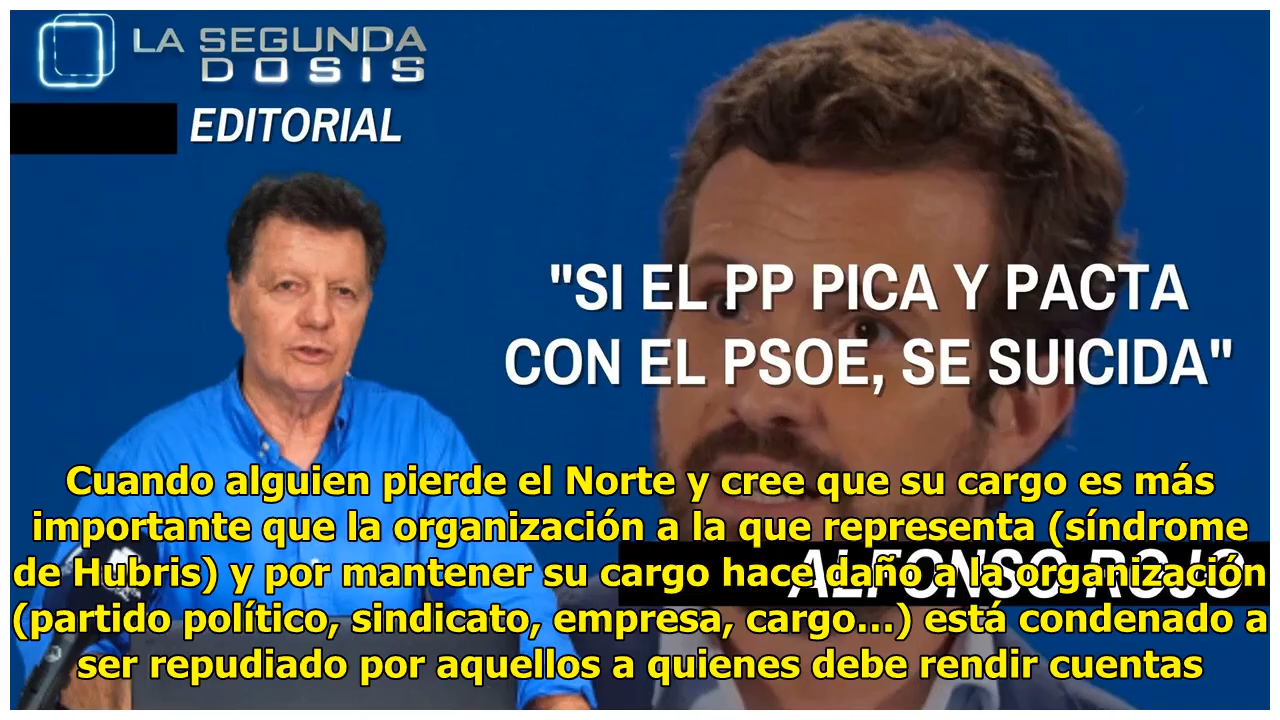 LA SEGUNDA
DOSIS
EDITORIAL
"SI EL PP PICA Y PACTA
CON EL PSOE, SE SUICIDA"
ALFONSO ROJO
Cuando alguien pierde el Norte y cree que su cargo es más
importante que la organización a la que representa (síndrome
de Hubris) y por mantener su cargo hace daño a la organización
(partido político, sindicato, empresa, cargo...) está condenado a
ser repudiado por aquellos a quienes debe rendir cuentas